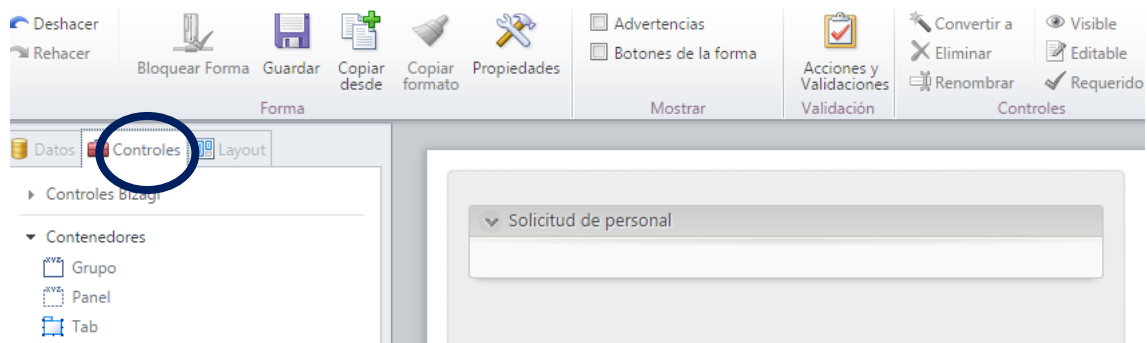 Deshacer
Rehacer
Bloquear Forma
Guardar
Copiar
desde
Copiar
formato
Propiedades
Forma
Advertencias
Botones de la forma
Mostrar
Acciones y
Validaciones
Validación
Convertir a
Eliminar
Renombrar
Visible
Editable
Requerido
Controles
Datos
Controles
Layout
Controles Bizagi
Contenedores
Grupo
Panel
Tab
Solicitud de personal